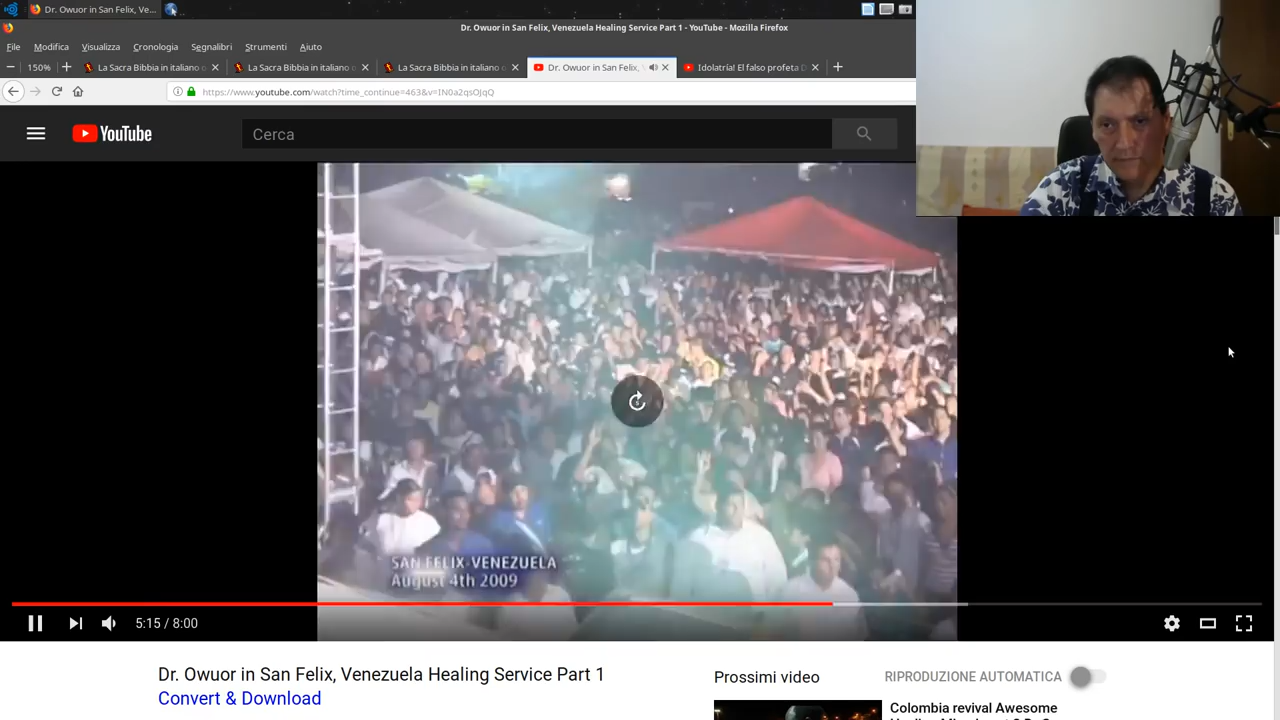 Dr. Owuor in San Felix, Ve...
Dr. Owuor in San Felix, Venezuela Healing Service Part 1 - YouTube - Mozilla Firefox
File Modifica Visualizza Cronologia Segnalibri Strumenti Aiuto
150% La Sacra Bibbia in italiano La Sacra Bibbia in italiano La Sacra Bibbia in italiano Dr. Owuor in San Felix, Idolatria! El falso profeta
https://www.youtube.com/watch?time_continue=463&v=IN0a2qsOJqQ
YouTube
Cerca
SAN FELIX-VENEZUELA
August 4th 2009
5:15 / 8:00
Dr. Owuor in San Felix, Venezuela Healing Service Part 1
Convert & Download
Prossimi video
RIPRODUZIONE AUTOMATICA
Colombia revival Awesome